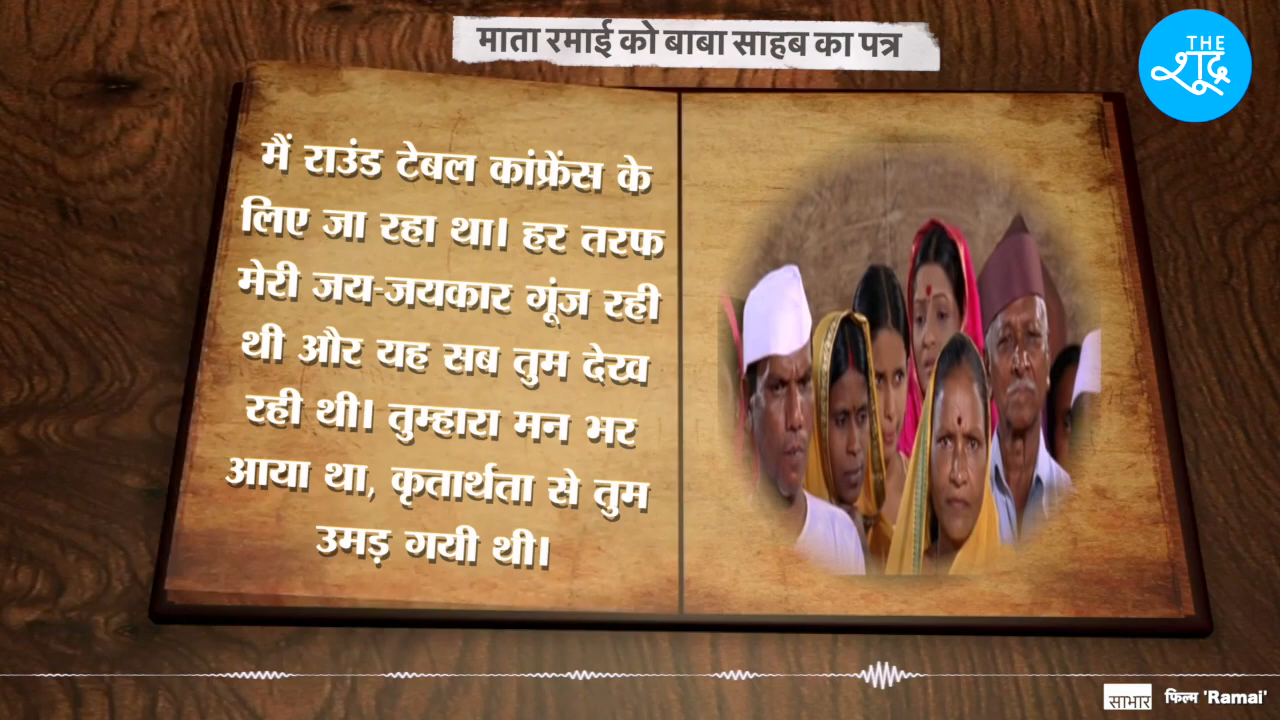 माता रमाई को बाबा साहब का पत्र
THE
शूद्र
मैं राउंड टेबल कांफ्रेंस के
लिए जा रहा था। हर तरफ
मेरी जय-जयकार गूंज रही
थी और यह सब तुम देख
रही थी। तुम्हारा मन भर
आया था, कृतार्थता से तुम
उमड़ गयी थी।
साभार फिल्म 'Ramai'